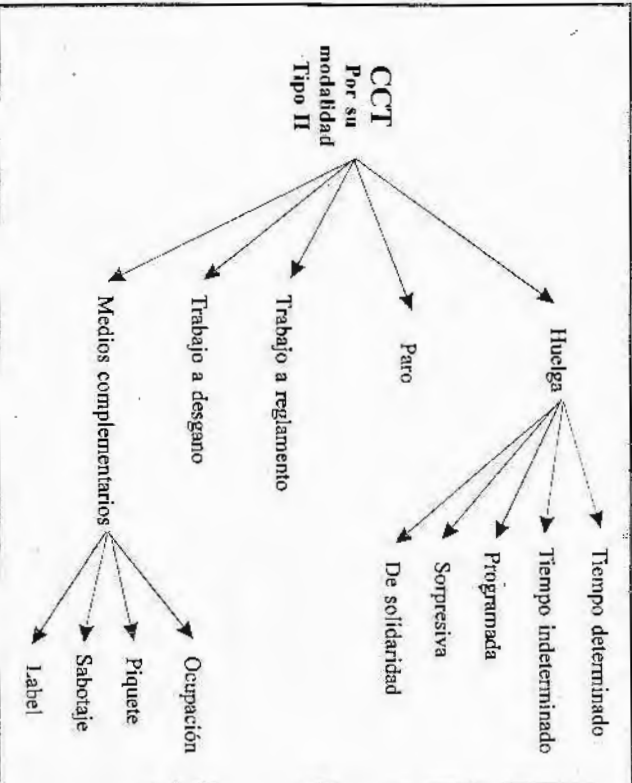 CCT
Por su
modalidad
Tipo II
Huelga
Tiempo determinado
Tiempo indeterminado
Programada
Sorpresiva
De solidaridad
Paro
Trabajo a reglamento
Trabajo a desgano
Medios complementarios
Ocupación
Piquete
Sabotaje
Label